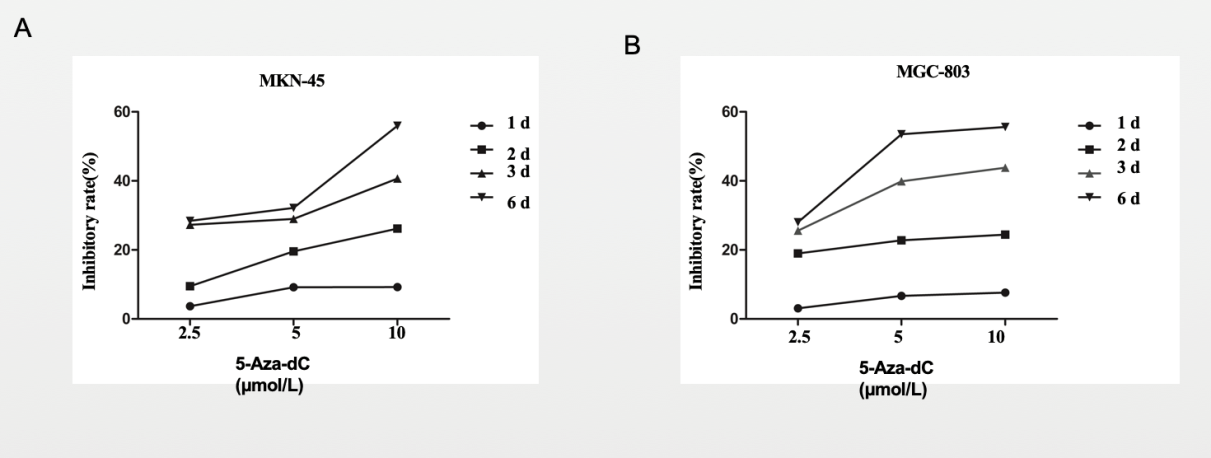 A
MKN-45
60
40
20
0
Inhibitory rate(%)
2.5 5 10
5-Aza-dC
(µmol/L)
1 d
2 d
3 d
6 d
B
MGC-803
60
40
20
0
Inhibitory rate(%)
2.5 5 10
5-Aza-dC
(µmol/L)
1 d
2 d
3 d
6 d